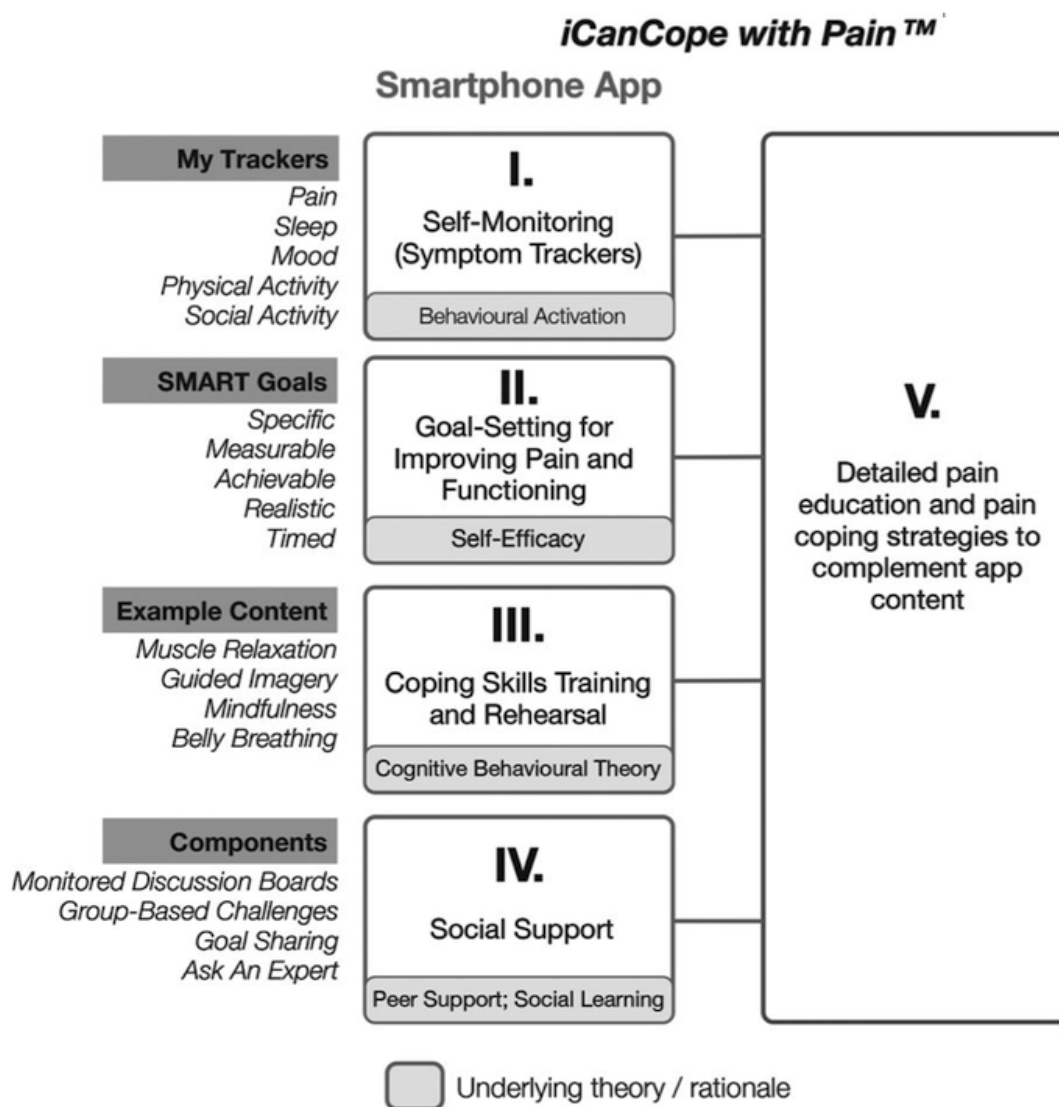 iCanCope with Pain™
Smartphone App
My Trackers
Pain
Sleep
Mood
Physical Activity
Social Activity
I.
Self-Monitoring
(Symptom Trackers)
Behavioural Activation
SMART Goals
Specific
Measurable
Achievable
Realistic
Timed
II.
Goal-Setting for
Improving Pain and
Functioning
Self-Efficacy
Example Content
Muscle Relaxation
Guided Imagery
Mindfulness
Belly Breathing
III.
Coping Skills Training
and Rehearsal
Cognitive Behavioural Theory
Components
Monitored Discussion Boards
Group-Based Challenges
Goal Sharing
Ask An Expert
IV.
Social Support
Peer Support; Social Learning
V.
Detailed pain
education and pain
coping strategies to
complement app
content
Underlying theory / rationale